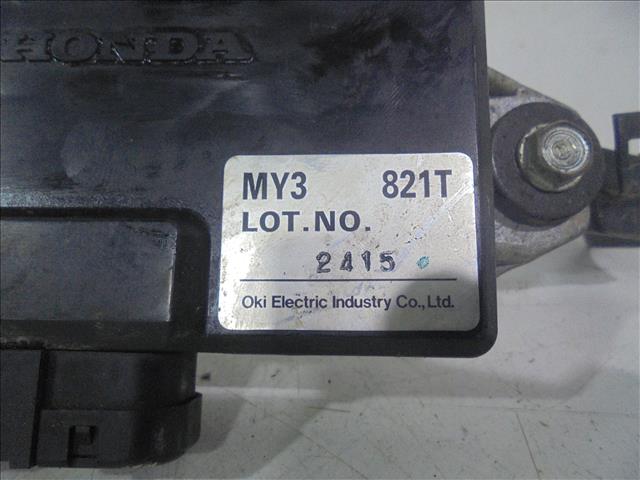 HONDA
MY3 821T
LOT.NO.
2415
Oki Electric Industry Co.,Ltd.